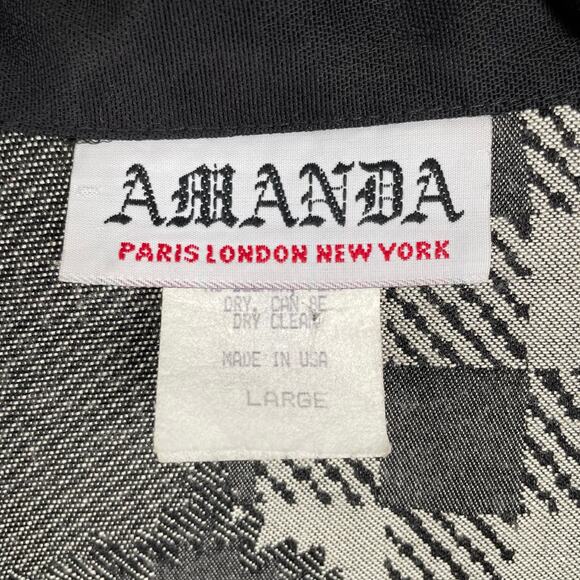 AMANDA
PARIS LONDON NEW YORK
DRY, CAN BE
DRY CLEAN
MADE IN USA
LARGE